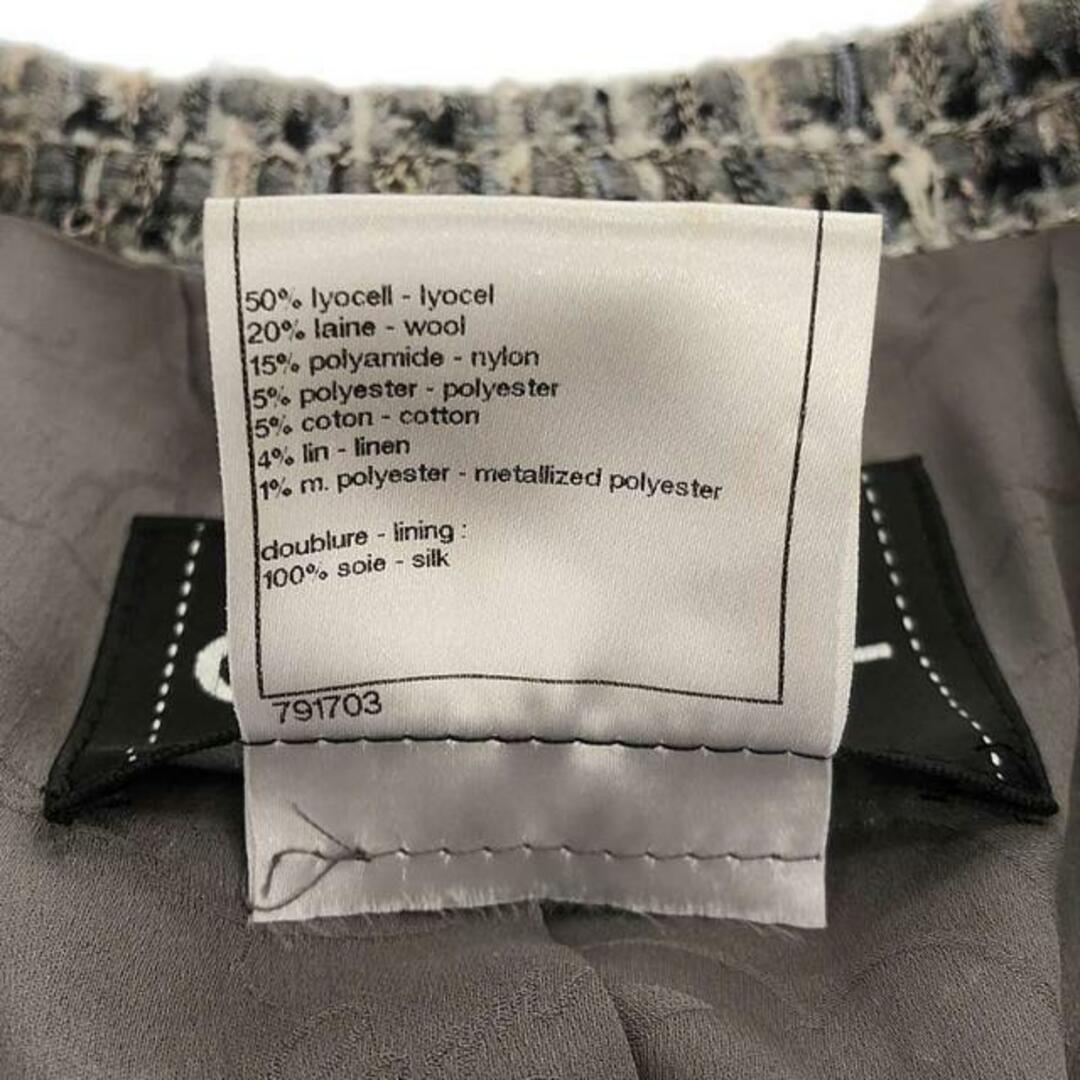 50% lyocell - lyocel
20% laine - wool
15% polyamide - nylon
5% polyester - polyester
5% coton - cotton
4% lin - linen
1% m. polyester - metallized polyester
doublure - lining :
100% soie - silk
791703